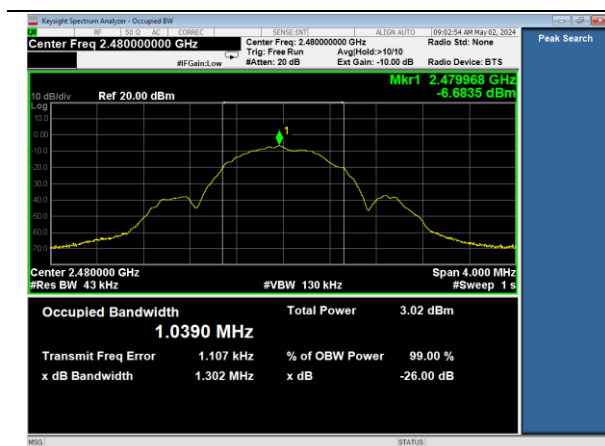 Keysight Spectrum Analyzer - Occupied BW
RF 50 Ω AC CORREC SENSE:INT ALIGN AUTO 09:02:54 AM May 02, 2024
Center Freq 2.480000000 GHz Center Freq: 2.480000000 GHz Radio Std: None Peak Search
Trig: Free Run Avg|Hold:>10/10
#IFGain:Low #Atten: 20 dB Ext Gain: -10.00 dB Radio Device: BTS
Mkr1 2.479968 GHz
10 dB/div Ref 20.00 dBm -6.6835 dBm
Log
10.0
0.00
1
-10.0
-20.0
-30.0
-40.0
-50.0
-60.0
-70.0
Center 2.480000 GHz Span 4.000 MHz
#Res BW 43 kHz #VBW 130 kHz #Sweep 1 s
Occupied Bandwidth Total Power 3.02 dBm
1.0390 MHz
Transmit Freq Error 1.107 kHz % of OBW Power 99.00 %
x dB Bandwidth 1.302 MHz x dB -26.00 dB
MSG STATUS